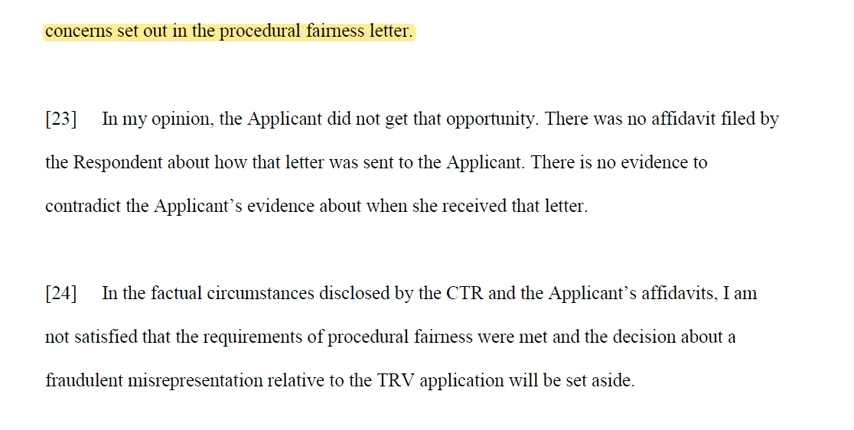 concerns set out in the procedural fairness letter.
[23] In my opinion, the Applicant did not get that opportunity. There was no affidavit filed by
the Respondent about how that letter was sent to the Applicant. There is no evidence to
contradict the Applicant’s evidence about when she received that letter.
[24] In the factual circumstances disclosed by the CTR and the Applicant’s affidavits, I am
not satisfied that the requirements of procedural fairness were met and the decision about a
fraudulent misrepresentation relative to the TRV application will be set aside.